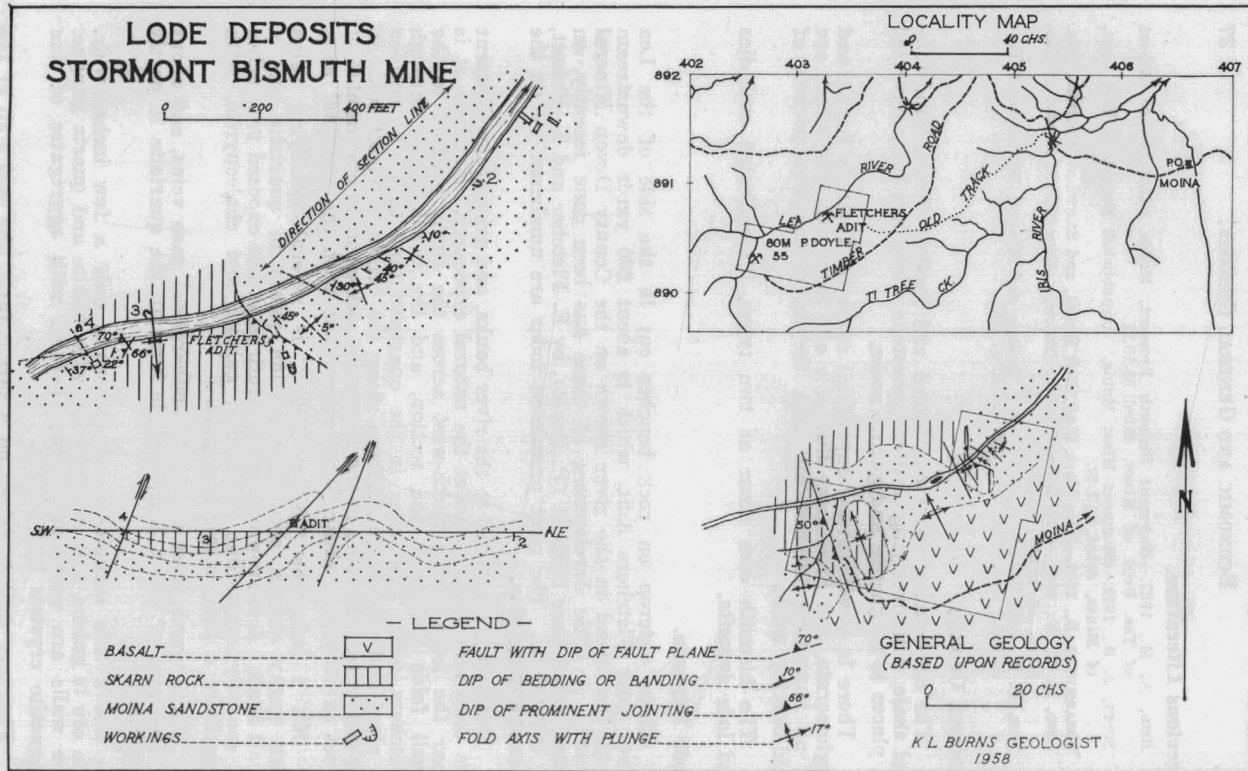 LODE DEPOSITS
STORMONT BISMUTH MINE
0 200 400 FEET
DIRECTION OF SECTION LINE
2
10°
40°
45°
30°
45°
5°
3
4
70°
66°
37°
22°
FLETCHERS
ADIT.
SW.
4
3
ADIT
2
N.E.
LOCALITY MAP
0 40 CHS.
402 403 404 405 406 407
892
891
890
RIVER
ROAD
LEA
FLETCHERS
ADIT
OLD TRACK
80M P. DOYLE
55
TIMBER
TI TREE CK.
IRIS RIVER
P.O.
MOINA
50°
MOINA
N
GENERAL GEOLOGY
(BASED UPON RECORDS)
0 20 CHS
K L BURNS GEOLOGIST
1958
— LEGEND —
BASALT V
SKARN ROCK
MOINA SANDSTONE
WORKINGS
FAULT WITH DIP OF FAULT PLANE 70°
DIP OF BEDDING OR BANDING 10°
DIP OF PROMINENT JOINTING 66°
FOLD AXIS WITH PLUNGE 17°